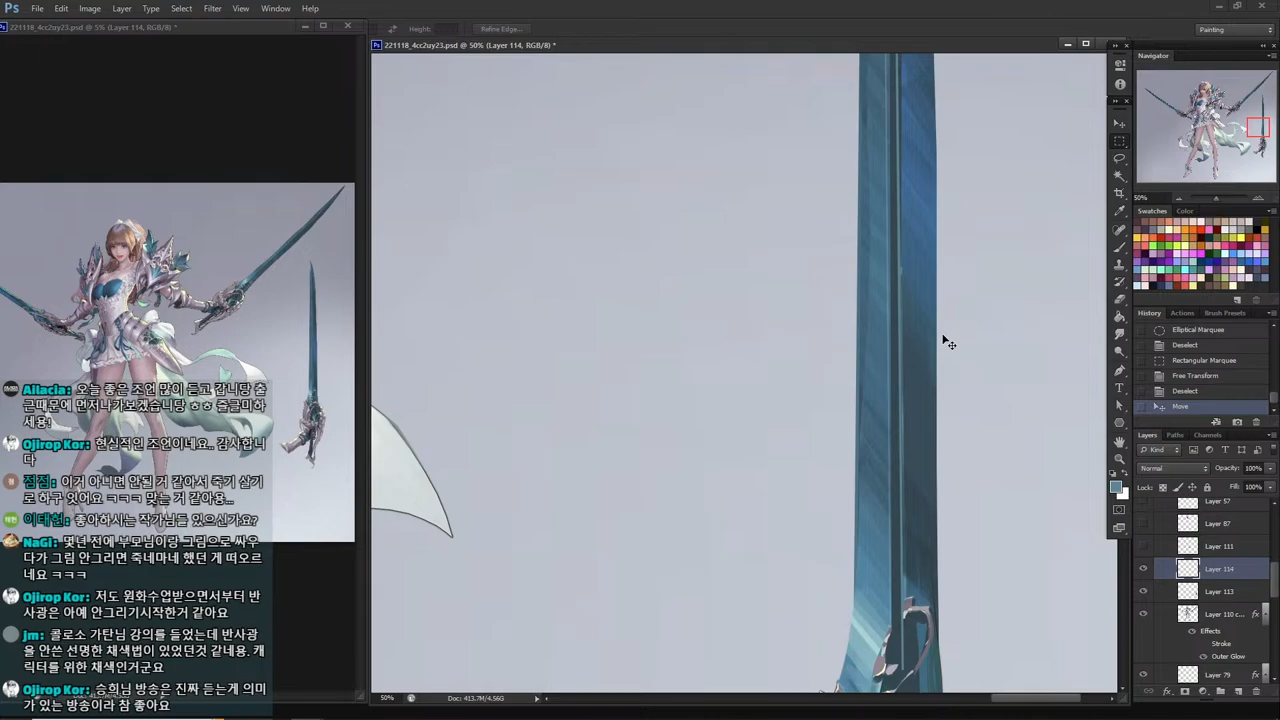 Ps File Edit Image Layer Type Select Filter View Window Help
Height: Refine Edge... Painting
221118_4cc2uy23.psd @ 5% (Layer 114, RGB/8) *
221118_4cc2uy23.psd @ 50% (Layer 114, RGB/8) *
Navigator
50%
Swatches Color
History Actions Brush Presets
Elliptical Marquee
Deselect
Rectangular Marquee
Free Transform
Deselect
Move
Layers Paths Channels
Kind
Normal Opacity: 100%
Lock: Fill: 100%
Layer 57
Layer 87
Layer 111
Layer 114
Layer 113
Layer 110 c... fx
Effects
Stroke
Outer Glow
Layer 79 fx
50% Doc: 413.7M/4.56G
Ailacia: 오늘 좋은 조언 많이 듣고 갑니당 출
근때문에 먼저나가보겠습니당 ㅎㅎ 즐글미하
세용!
Ojirop Kor: 현실적인 조언이네요.. 감사합니
다
점점: 이거 아니면 안될 거 같아서 죽기 살기
로 하구 잇어요 ㅋㅋㅋ 맞는 거 같아용...
이태현: 좋아하시는 작가님들 있으신가요?
NaGi: 몇년 전에 부모님이랑 그림으로 싸우
다가 그림 안그리면 죽네마네 했던 게 떠오르
네요 ㅋㅋㅋ
Ojirop Kor: 저도 원화수업받으면서부터 반
사광은 아예 안그리기시작한거 같아요
jm: 콜로소 가탄님 강의를 들었는데 반사광
을 안쓴 선명한 채색법이 있었던것 같네용. 캐
릭터를 위한 채색인거군요
Ojirop Kor: 승희님 방송은 진짜 듣는게 의미
가 있는 방송이라 참 좋아요